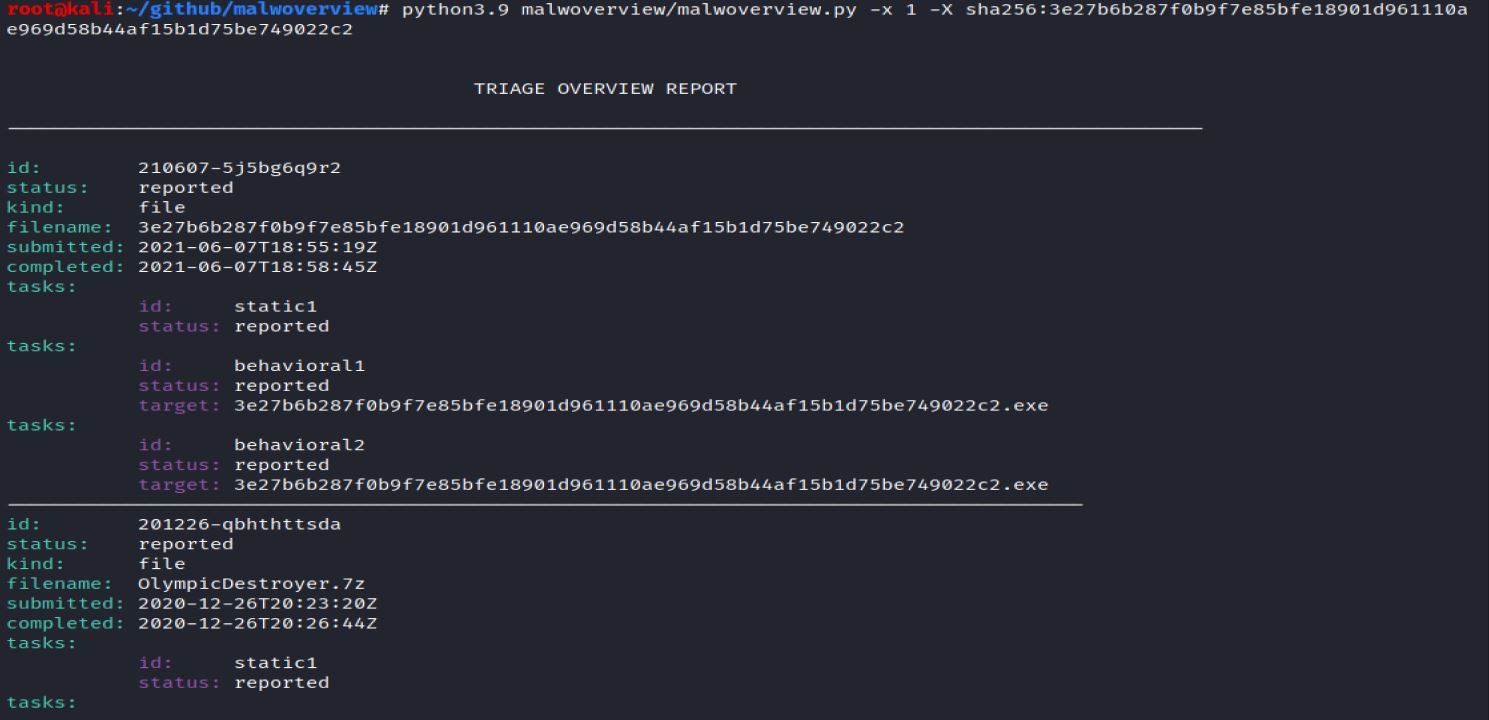 root@kali:~/github/malwoverview# python3.9 malwoverview/malwoverview.py -x 1 -X sha256:3e27b6b287f0b9f7e85bfe18901d961110a
e969d58b44af15b1d75be749022c2
TRIAGE OVERVIEW REPORT
id: 210607-5j5bg6q9r2
status: reported
kind: file
filename: 3e27b6b287f0b9f7e85bfe18901d961110ae969d58b44af15b1d75be749022c2
submitted: 2021-06-07T18:55:19Z
completed: 2021-06-07T18:58:45Z
tasks:
id: static1
status: reported
tasks:
id: behavioral1
status: reported
target: 3e27b6b287f0b9f7e85bfe18901d961110ae969d58b44af15b1d75be749022c2.exe
tasks:
id: behavioral2
status: reported
target: 3e27b6b287f0b9f7e85bfe18901d961110ae969d58b44af15b1d75be749022c2.exe
id: 201226-qbhthttsda
status: reported
kind: file
filename: OlympicDestroyer.7z
submitted: 2020-12-26T20:23:20Z
completed: 2020-12-26T20:26:44Z
tasks:
id: static1
status: reported
tasks: